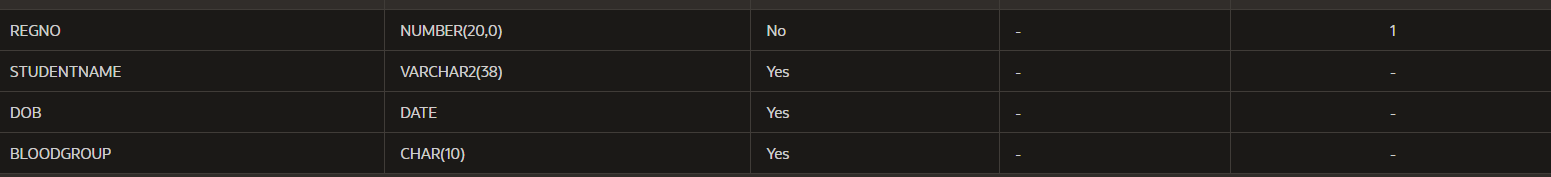 REGNO NUMBER(20,0) No - 1
STUDENTNAME VARCHAR2(38) Yes - -
DOB DATE Yes - -
BLOODGROUP CHAR(10) Yes - -